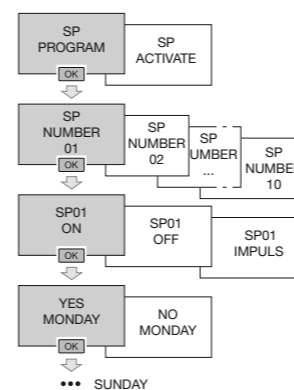 SP
PROGRAM
OK
SP
ACTIVATE
SP
NUMBER
01
OK
SP
NUMBER
02
SP
UMBER
...
SP
NUMBER
10
SP01
ON
OK
SP01
OFF
SP01
IMPULS
YES
MONDAY
OK
NO
MONDAY
••• SUNDAY